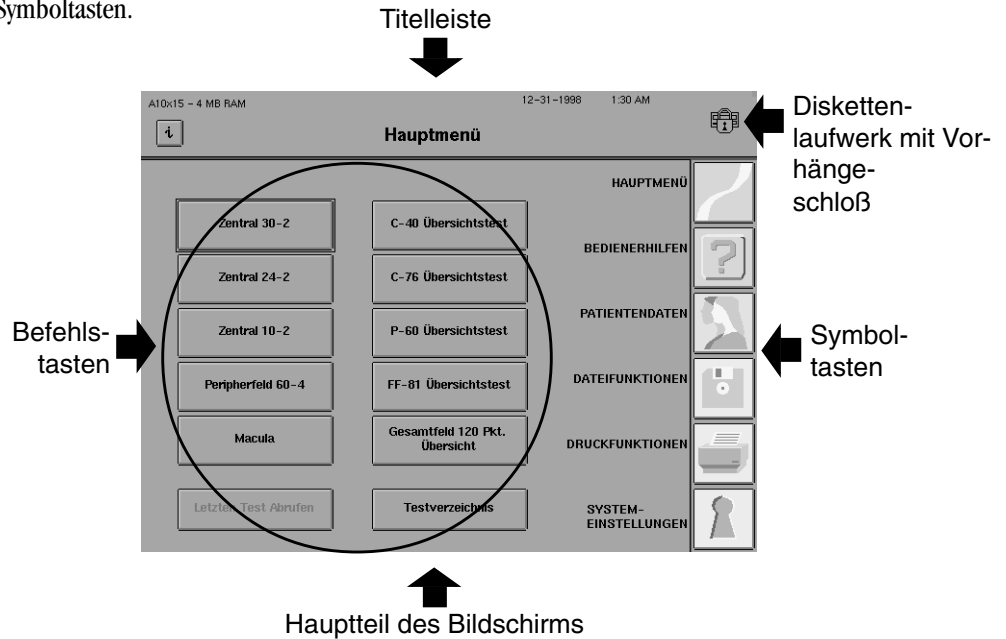 Symboltasten.
Titelleiste
A10x15 – 4 MB RAM
12–31–1998 1:30 AM
i
Hauptmenü
Disketten-
laufwerk mit Vor-
hänge-
schloß
HAUPTMENÜ
Zentral 30–2
C–40 Übersichtstest
BEDIENERHILFEN
?
Zentral 24–2
C–76 Übersichtstest
PATIENTENDATEN
Befehls-
tasten
Zentral 10–2
P–60 Übersichtstest
Symbol-
tasten
Peripherfeld 60–4
FF–81 Übersichtstest
DATEIFUNKTIONEN
Macula
Gesamtfeld 120 Pkt.
Übersicht
DRUCKFUNKTIONEN
Letzten Test Abrufen
Testverzeichnis
SYSTEM–
EINSTELLUNGEN
Hauptteil des Bildschirms